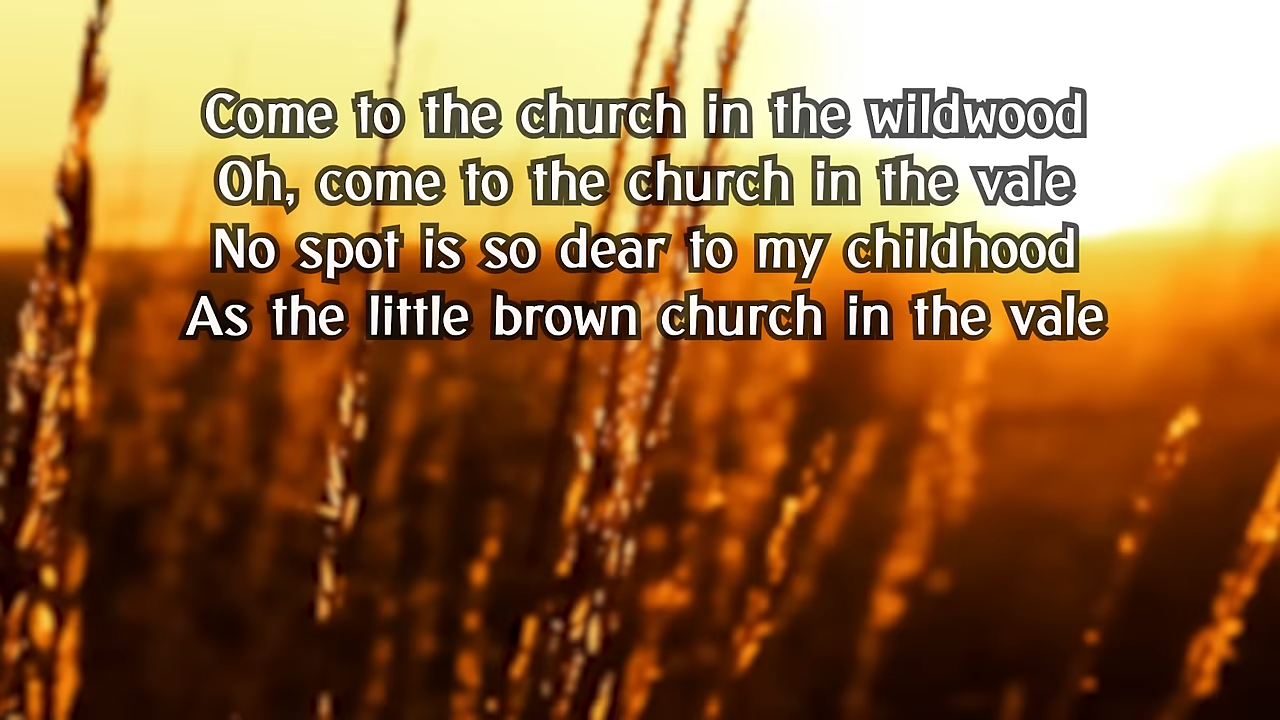 Come to the church in the wildwood
Oh, come to the church in the vale
No spot is so dear to my childhood
As the little brown church in the vale